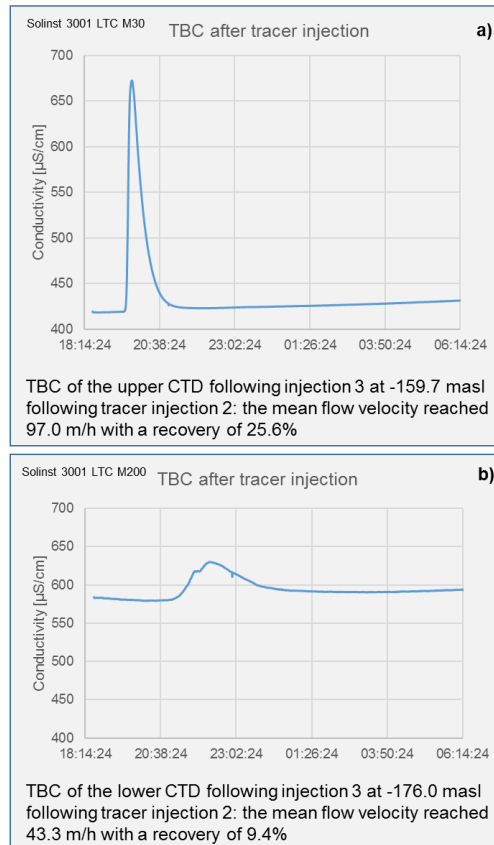 Solinst 3001 LTC M30
TBC after tracer injection
a)
Conductivity [µS/cm]
700
650
600
550
500
450
400
18:14:24 20:38:24 23:02:24 01:26:24 03:50:24 06:14:24
TBC of the upper CTD following injection 3 at -159.7 masl
following tracer injection 2: the mean flow velocity reached
97.0 m/h with a recovery of 25.6%
Solinst 3001 LTC M200
TBC after tracer injection
b)
Conductivity [µS/cm]
700
650
600
550
500
450
400
18:14:24 20:38:24 23:02:24 01:26:24 03:50:24 06:14:24
TBC of the lower CTD following injection 3 at -176.0 masl
following tracer injection 2: the mean flow velocity reached
43.3 m/h with a recovery of 9.4%